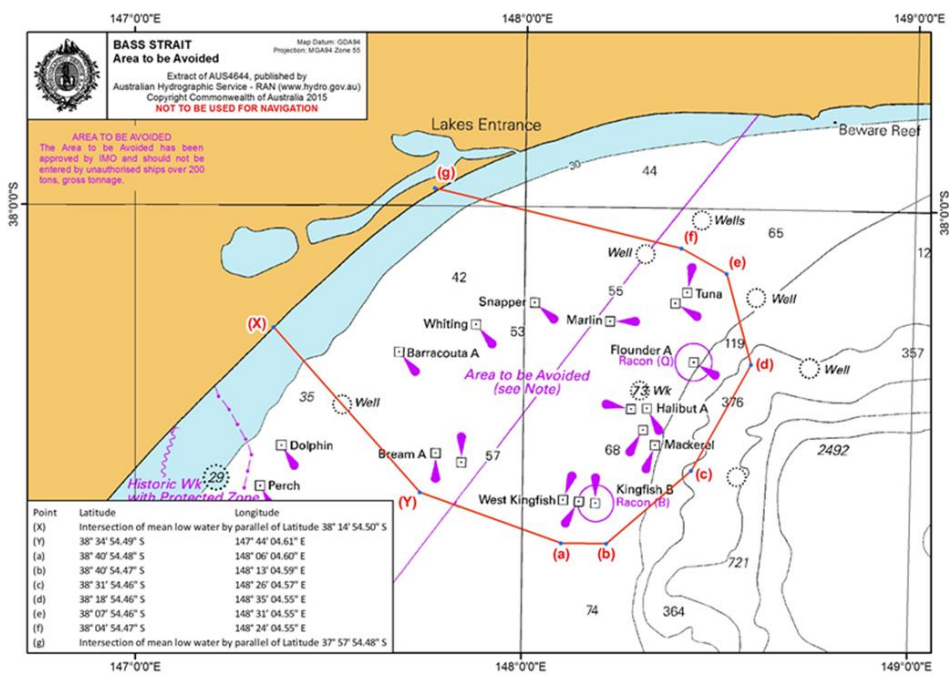 147°0'0"E
148°0'0"E
149°0'0"E
BASS STRAIT
Area to be Avoided
Map Datum: GDA94
Projection: MGA94 Zone 55
Extract of AUS4644, published by
Australian Hydrographic Service - RAN (www.hydro.gov.au)
Copyright Commonwealth of Australia 2015
NOT TO BE USED FOR NAVIGATION
AREA TO BE AVOIDED
The Area to be Avoided has been
approved by IMO and should not be
entered by unauthorised ships over 200
tons, gross tonnage.
Lakes Entrance
Beware Reef
30
44
(g)
38°0'0"S
38°0'0"S
Wells
65
(f)
Well
12
(e)
42
55
Tuna
Well
Snapper
Marlin
(X)
Whiting
53
119
Flounder A
Racon (Q)
357
Barracouta A
(d)
Well
Area to be Avoided
(see Note)
73 Wk
35
Well
376
Halibut A
Dolphin
68
Mackerel
2492
Bream A
57
(c)
29
Historic Wk
with Protected Zone
Perch
(Y)
West Kingfish
Kingfish B
Racon (B)
(a)
(b)
721
74
364
Point Latitude Longitude
(X) Intersection of mean low water by parallel of Latitude 38° 14' 54.50" S
(Y) 38° 34' 54.49" S 147° 44' 04.61" E
(a) 38° 40' 54.48" S 148° 06' 04.60" E
(b) 38° 40' 54.47" S 148° 13' 04.59" E
(c) 38° 31' 54.46" S 148° 26' 04.57" E
(d) 38° 18' 54.46" S 148° 35' 04.55" E
(e) 38° 07' 54.46" S 148° 31' 04.55" E
(f) 38° 04' 54.47" S 148° 24' 04.55" E
(g) Intersection of mean low water by parallel of Latitude 37° 57' 54.48" S
147°0'0"E
148°0'0"E
149°0'0"E